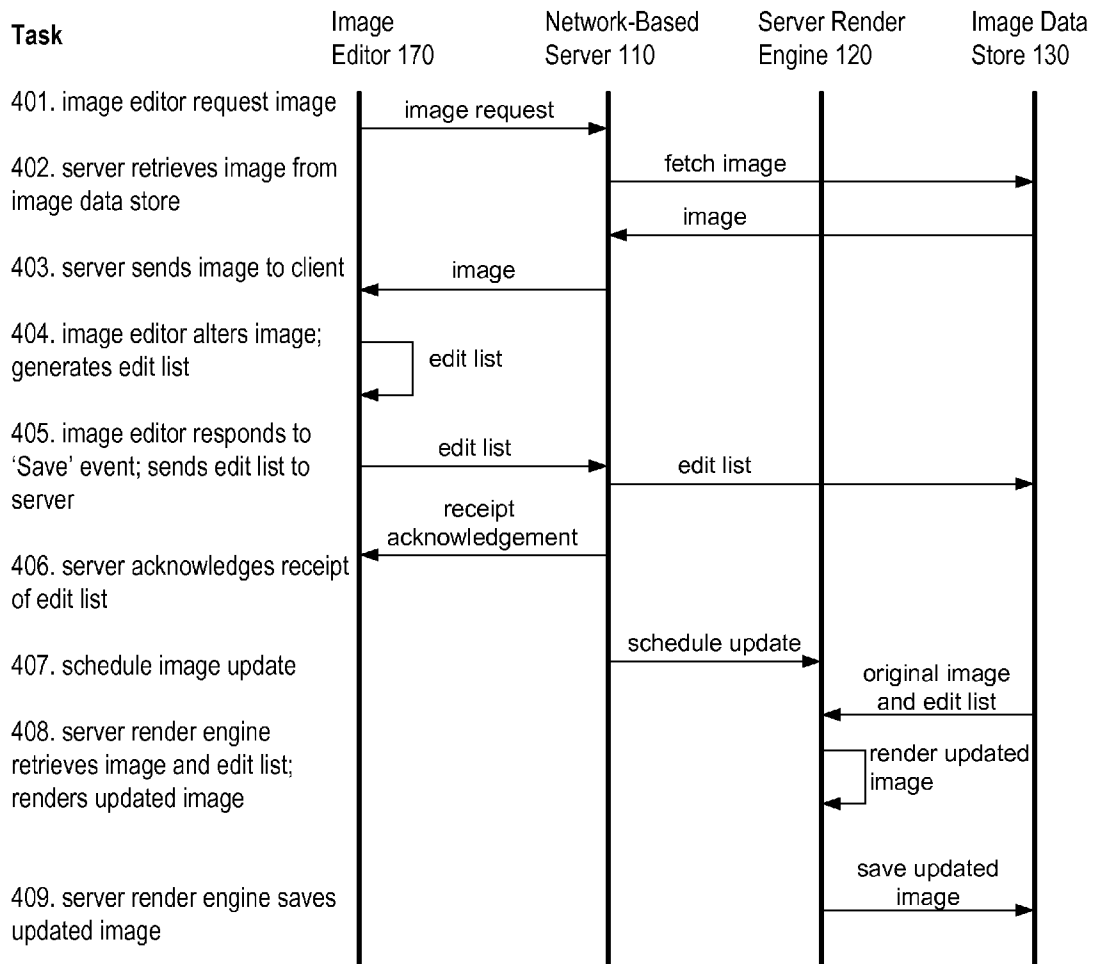 Task
Image
Editor 170
Network-Based
Server 110
Server Render
Engine 120
Image Data
Store 130
401. image editor request image
image request
402. server retrieves image from
image data store
fetch image
image
403. server sends image to client
image
404. image editor alters image;
generates edit list
edit list
405. image editor responds to
‘Save’ event; sends edit list to
server
edit list
edit list
receipt
acknowledgement
406. server acknowledges receipt
of edit list
407. schedule image update
schedule update
original image
and edit list
408. server render engine
retrieves image and edit list;
renders updated image
render updated
image
409. server render engine saves
updated image
save updated
image